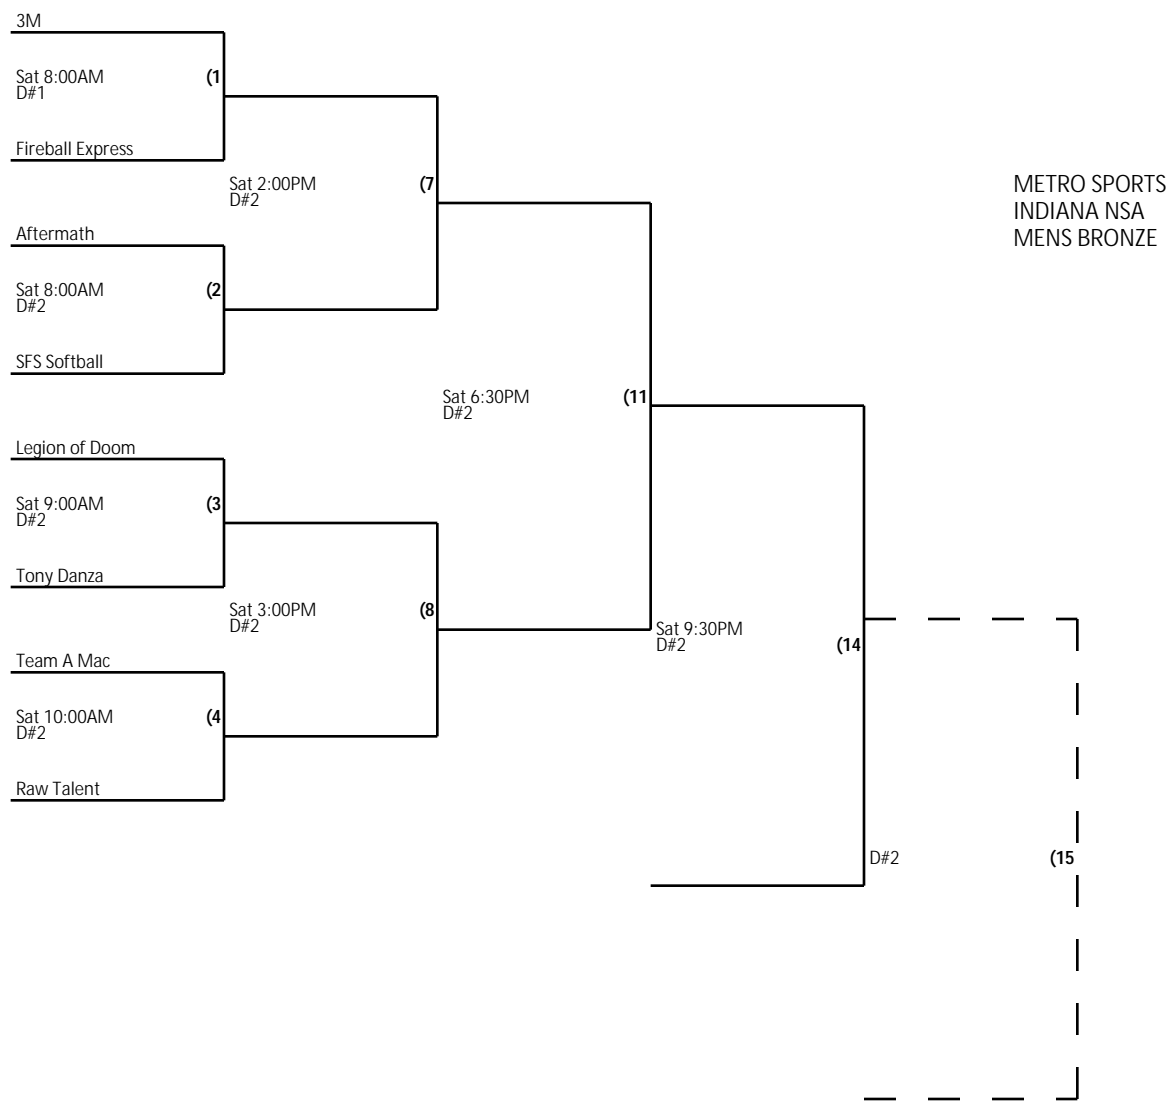 3M
Sat 8:00AM (1
D#1
Fireball Express
Sat 2:00PM (7
D#2
METRO SPORTS
INDIANA NSA
MENS BRONZE
Aftermath
Sat 8:00AM (2
D#2
SFS Softball
Sat 6:30PM (11
D#2
Legion of Doom
Sat 9:00AM (3
D#2
Tony Danza
Sat 3:00PM (8
D#2
Sat 9:30PM (14
D#2
Team A Mac
Sat 10:00AM (4
D#2
Raw Talent
D#2 (15